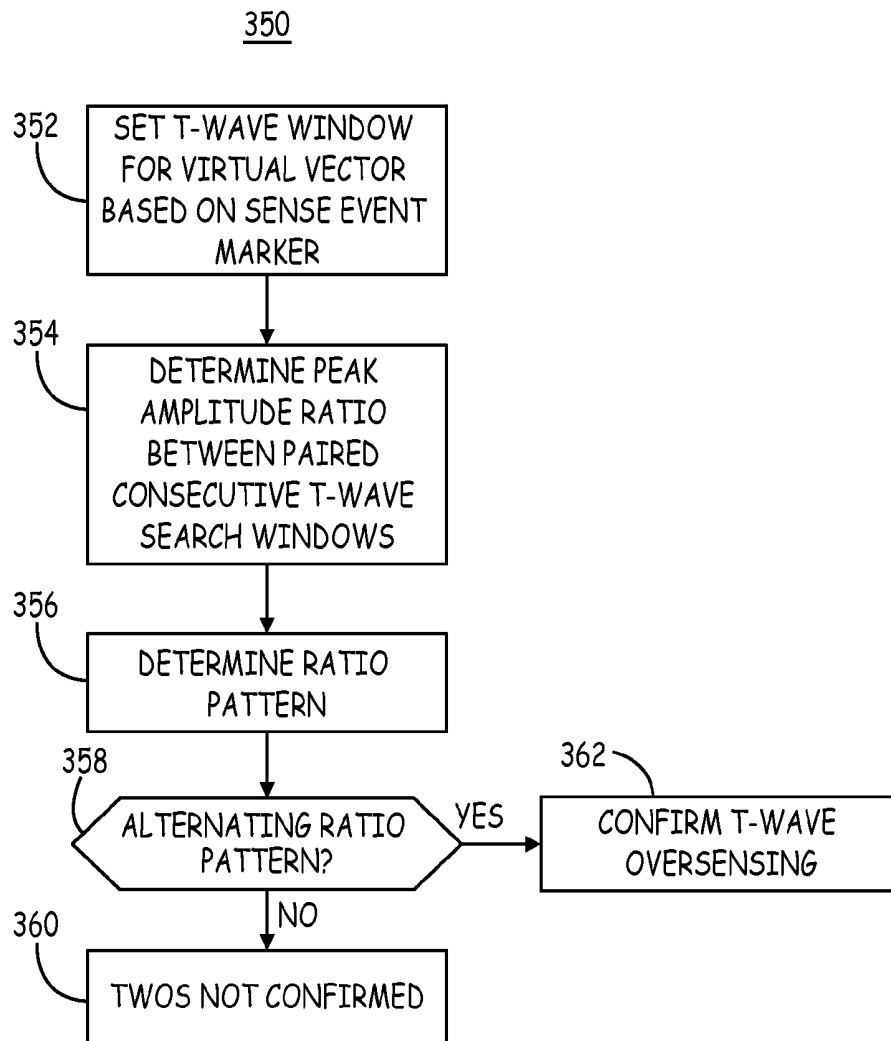 350
352
SET T-WAVE WINDOW
FOR VIRTUAL VECTOR
BASED ON SENSE EVENT
MARKER
354
DETERMINE PEAK
AMPLITUDE RATIO
BETWEEN PAIRED
CONSECUTIVE T-WAVE
SEARCH WINDOWS
356
DETERMINE RATIO
PATTERN
358
ALTERNATING RATIO
PATTERN?
YES
362
CONFIRM T-WAVE
OVERSENSING
NO
360
TWOS NOT CONFIRMED